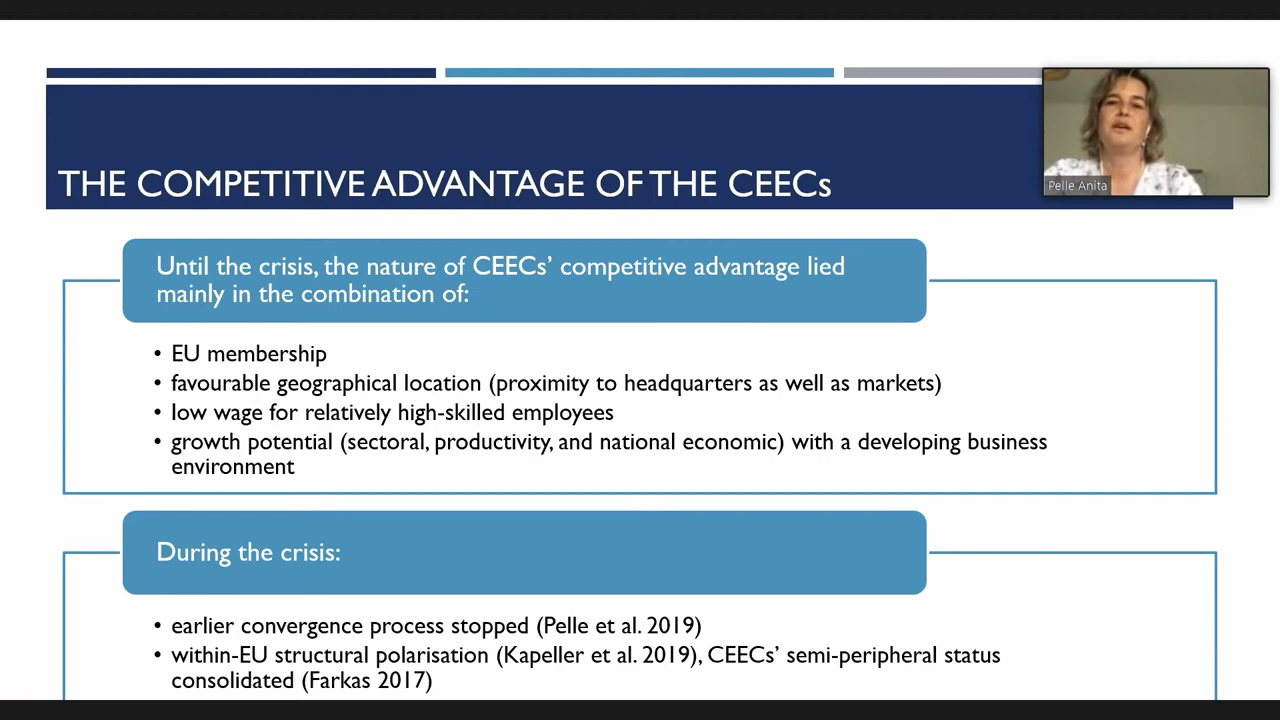 THE COMPETITIVE ADVANTAGE OF THE CEECs
Pelle Anita
Until the crisis, the nature of CEECs' competitive advantage lied
mainly in the combination of:
• EU membership
• favourable geographical location (proximity to headquarters as well as markets)
• low wage for relatively high-skilled employees
• growth potential (sectoral, productivity, and national economic) with a developing business
environment
During the crisis:
• earlier convergence process stopped (Pelle et al. 2019)
• within-EU structural polarisation (Kapeller et al. 2019), CEECs' semi-peripheral status
consolidated (Farkas 2017)